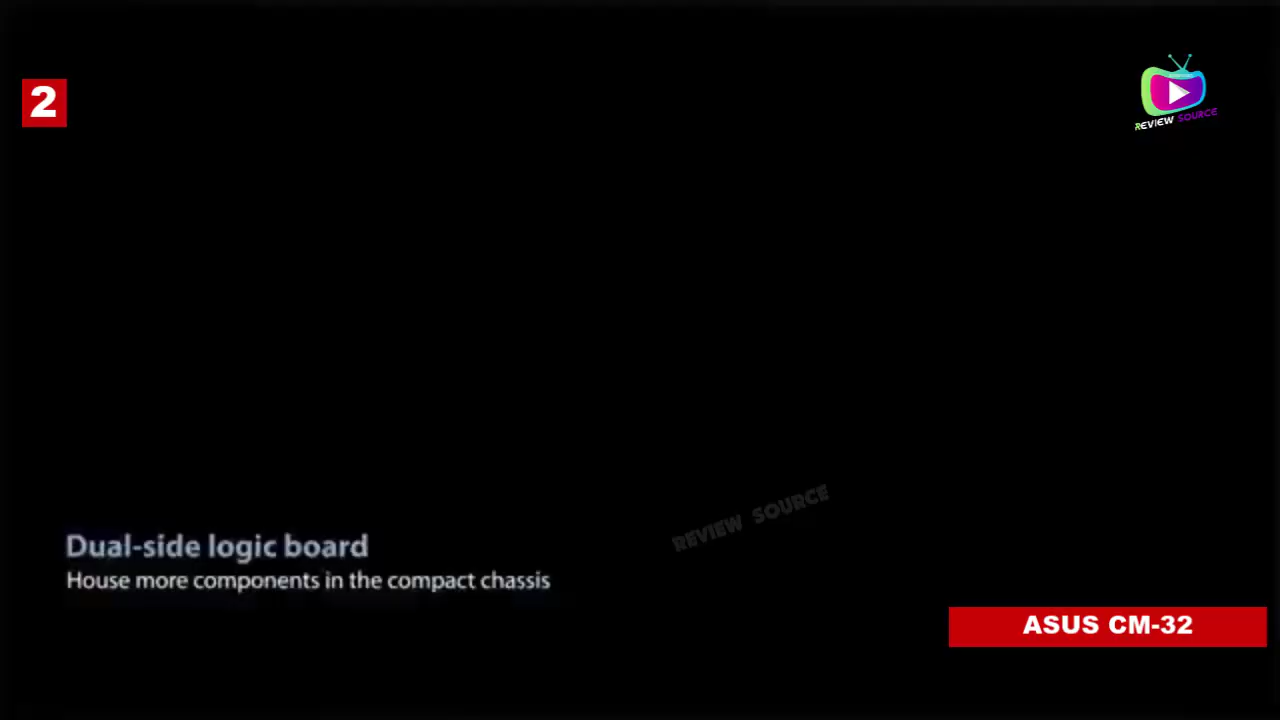 2
REVIEW SOURCE
Dual-side logic board
House more components in the compact chassis
REVIEW SOURCE
ASUS CM-32